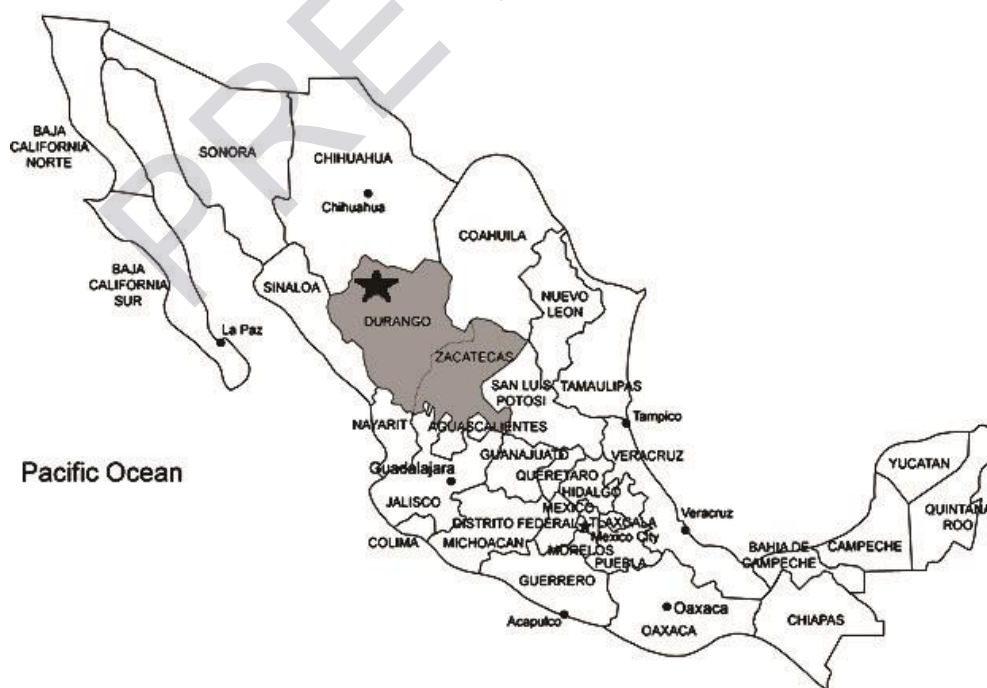 PRE
BAJA
CALIFORNIA
NORTE
SONORA
CHIHUAHUA
Chihuahua
COAHUILA
BAJA
CALIFORNIA
SUR
SINALOA
NUEVO
LEON
DURANGO
La Paz
ZACATECAS
SAN LUIS
POTOSI
TAMAULIPAS
Tampico
NAYARIT
AGUASCALIENTES
GUANAJUATO
VERACRUZ
Pacific Ocean
Guadalajara
QUERETARO
HIDALGO
YUCATAN
JALISCO
MEXICO
QUINTANA
ROO
DISTRITO FEDERAL
TLAXCALA
Veracruz
COLIMA
MICHOACAN
Mexico City
MORELOS
PUEBLA
BAHIA DE
CAMPECHE
CAMPECHE
GUERRERO
Acapulco
Oaxaca
OAXACA
CHIAPAS